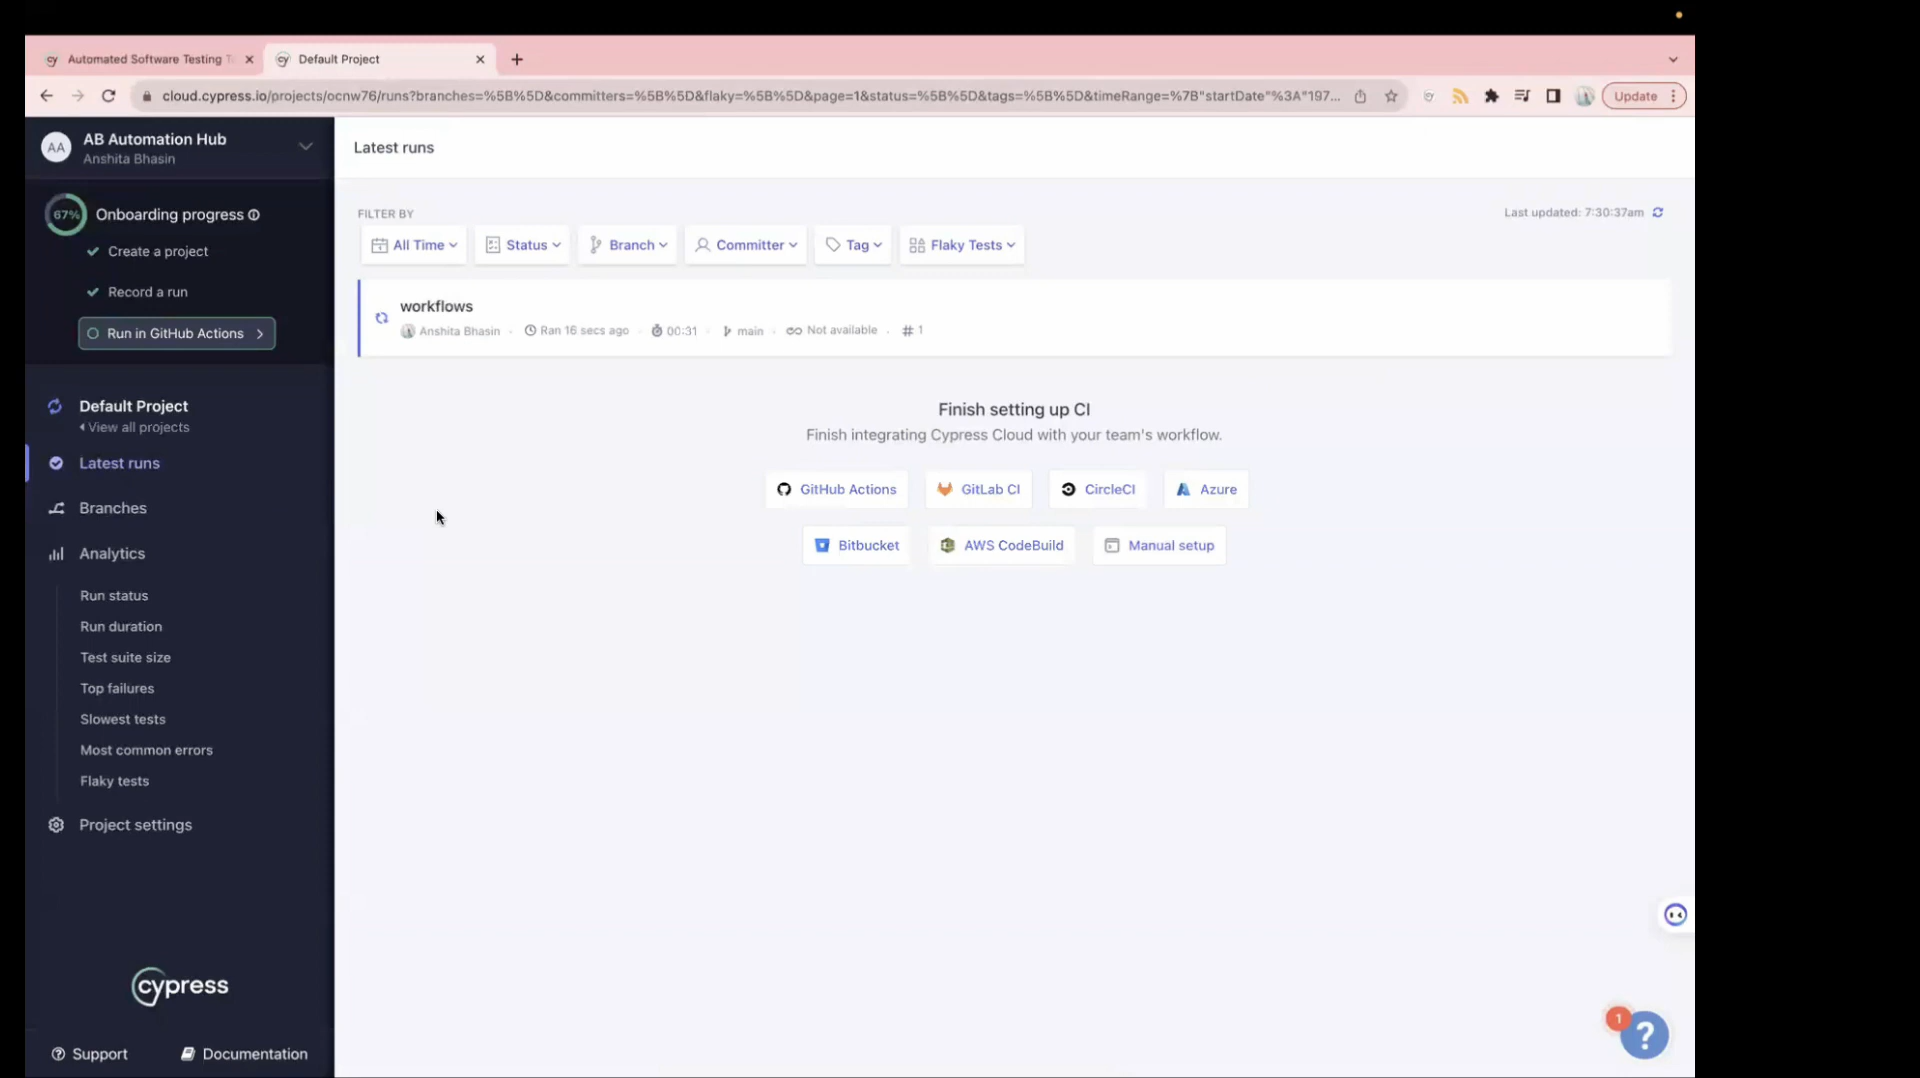 Automated Software Testing T
Default Project
cloud.cypress.io/projects/ocnw76/runs?branches=%5B%5D&committers=%5B%5D&flaky=%5B%5D&page=1&status=%5B%5D&tags=%5B%5D&timeRange=%7B"startDate"%3A"197...
Update
AA
AB Automation Hub
Anshita Bhasin
67%
Onboarding progress
Create a project
Record a run
Run in GitHub Actions
Default Project
View all projects
Latest runs
Branches
Analytics
Run status
Run duration
Test suite size
Top failures
Slowest tests
Most common errors
Flaky tests
Project settings
cypress
Support
Documentation
Latest runs
FILTER BY
Last updated: 7:30:37am
All Time
Status
Branch
Committer
Tag
Flaky Tests
workflows
Anshita Bhasin · Ran 16 secs ago · 00:31 · main · Not available · # 1
Finish setting up CI
Finish integrating Cypress Cloud with your team's workflow.
GitHub Actions
GitLab CI
CircleCI
Azure
Bitbucket
AWS CodeBuild
Manual setup
1
?